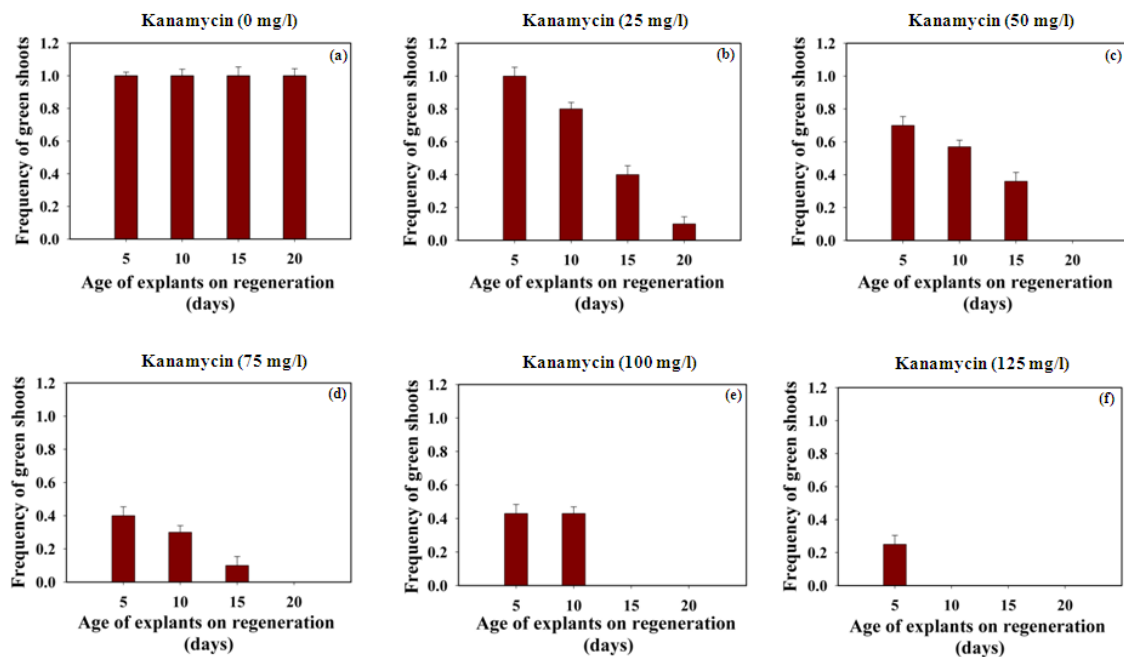 Kanamycin (0 mg/l)
(a)
Frequency of green shoots
1.2
1.0
0.8
0.6
0.4
0.2
0.0
5 10 15 20
Age of explants on regeneration
(days)
Kanamycin (25 mg/l)
(b)
Frequency of green shoots
1.2
1.0
0.8
0.6
0.4
0.2
0.0
5 10 15 20
Age of explants on regeneration
(days)
Kanamycin (50 mg/l)
(c)
Frequency of green shoots
1.2
1.0
0.8
0.6
0.4
0.2
0.0
5 10 15 20
Age of explants on regeneration
(days)
Kanamycin (75 mg/l)
(d)
Frequency of green shoots
1.2
1.0
0.8
0.6
0.4
0.2
0.0
5 10 15 20
Age of explants on regeneration
(days)
Kanamycin (100 mg/l)
(e)
Frequency of green shoots
1.2
1.0
0.8
0.6
0.4
0.2
0.0
5 10 15 20
Age of explants on regeneration
(days)
Kanamycin (125 mg/l)
(f)
Frequency of green shoots
1.2
1.0
0.8
0.6
0.4
0.2
0.0
5 10 15 20
Age of explants on regeneration
(days)